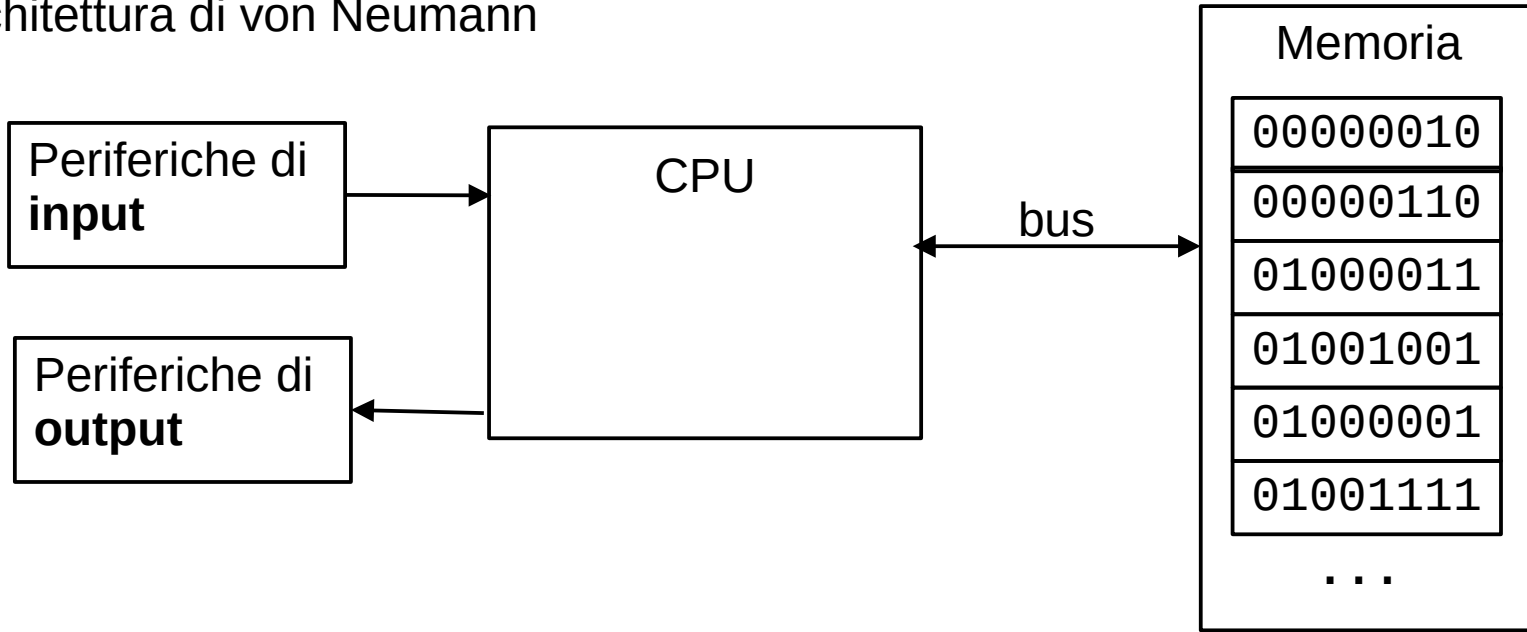 chitettura di von Neumann
Periferiche di
input
Periferiche di
output
CPU
bus
Memoria
00000010
00000110
01000011
01001001
01000001
01001111
...